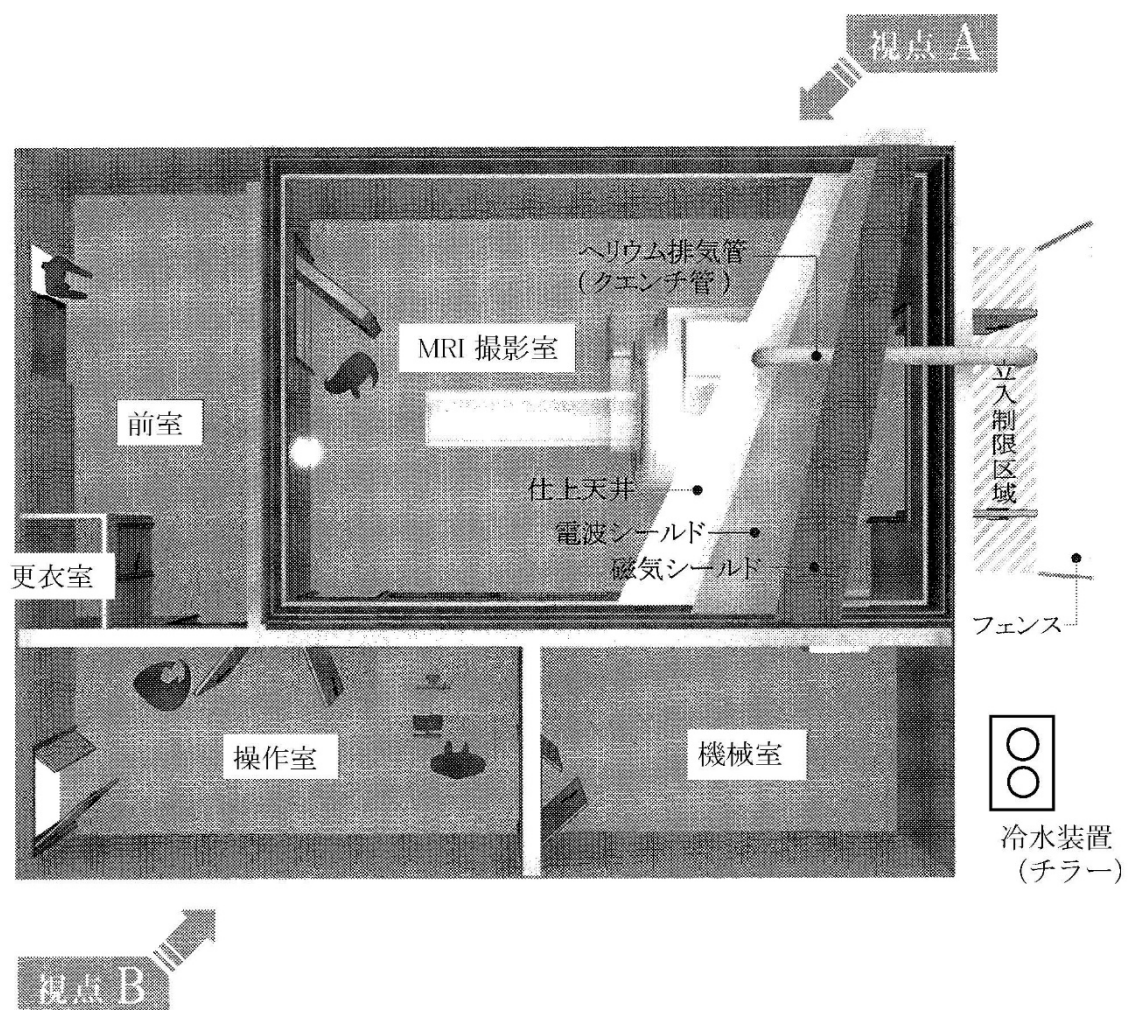 視点 A
ヘリウム排気管
(クエンチ管)
MRI 撮影室
前室
立入制限区域
仕上天井
電波シールド
磁気シールド
更衣室
フェンス
操作室
機械室
冷水装置
(チラー)
視点 B